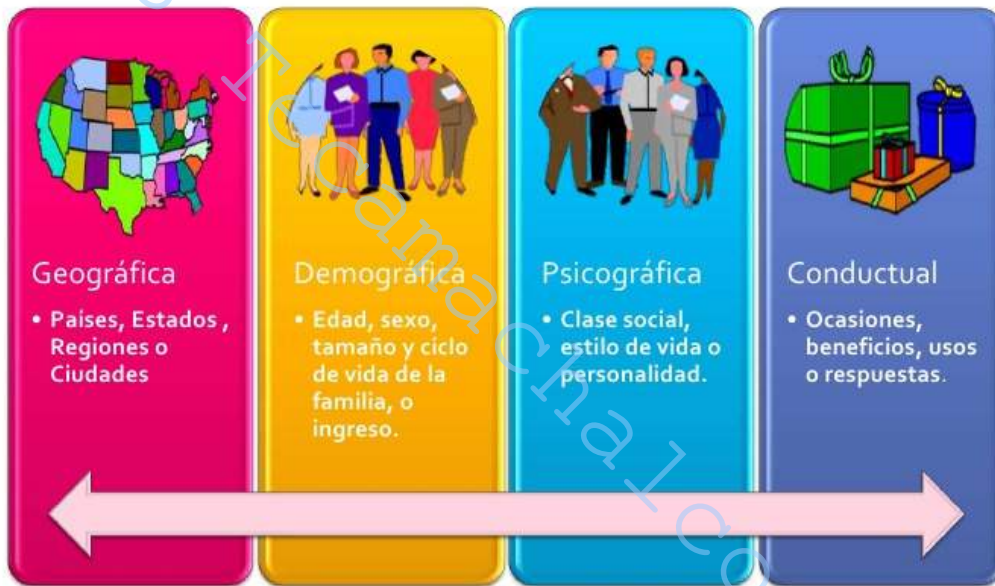 Geográfica
• Paises, Estados ,
Regiones o
Ciudades
Demográfica
• Edad, sexo,
tamaño y ciclo
de vida de la
familia, o
ingreso.
Psicográfica
• Clase social,
estilo de vida o
personalidad.
Conductual
• Ocasiones,
beneficios, usos
o respuestas.
Tecamachalco